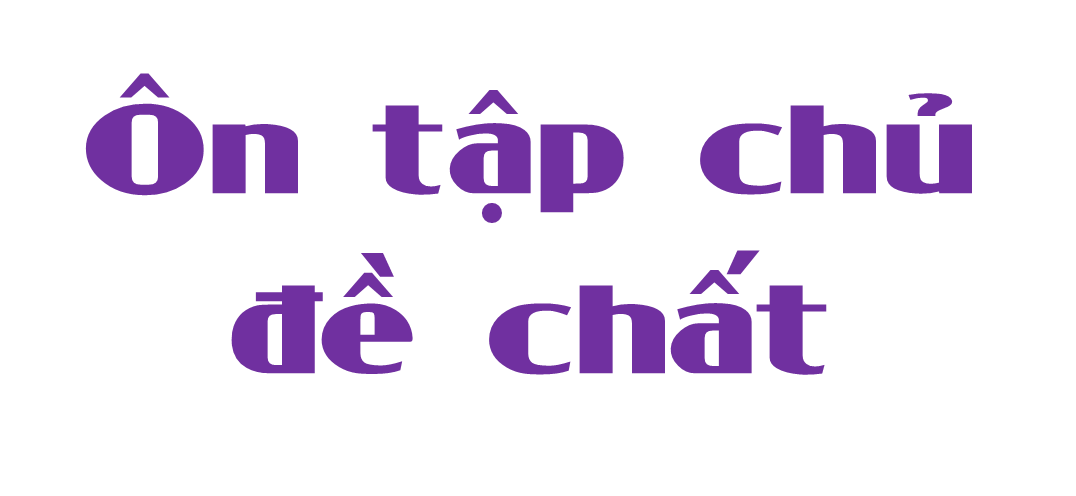 Ôn tập chủ
đề chất